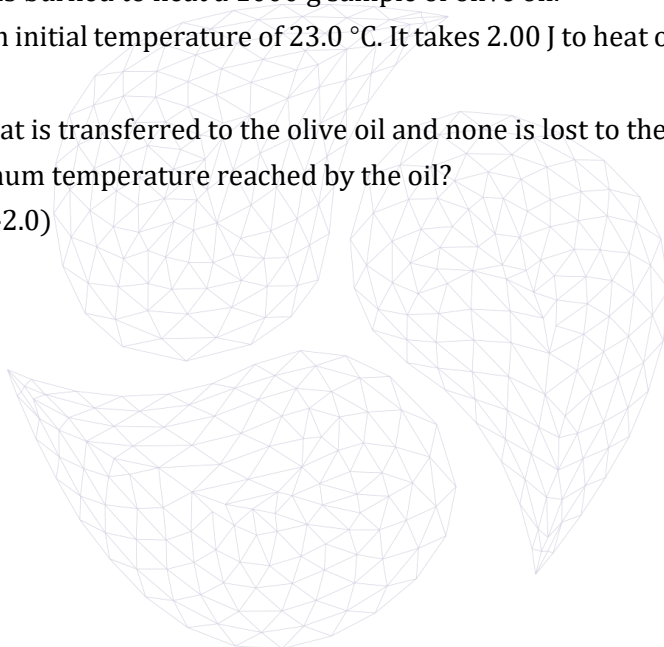 s burned to heat a 1000 g sample of olive oil.
n initial temperature of 23.0 °C. It takes 2.00 J to heat o
at is transferred to the olive oil and none is lost to the
num temperature reached by the oil?
2.0)